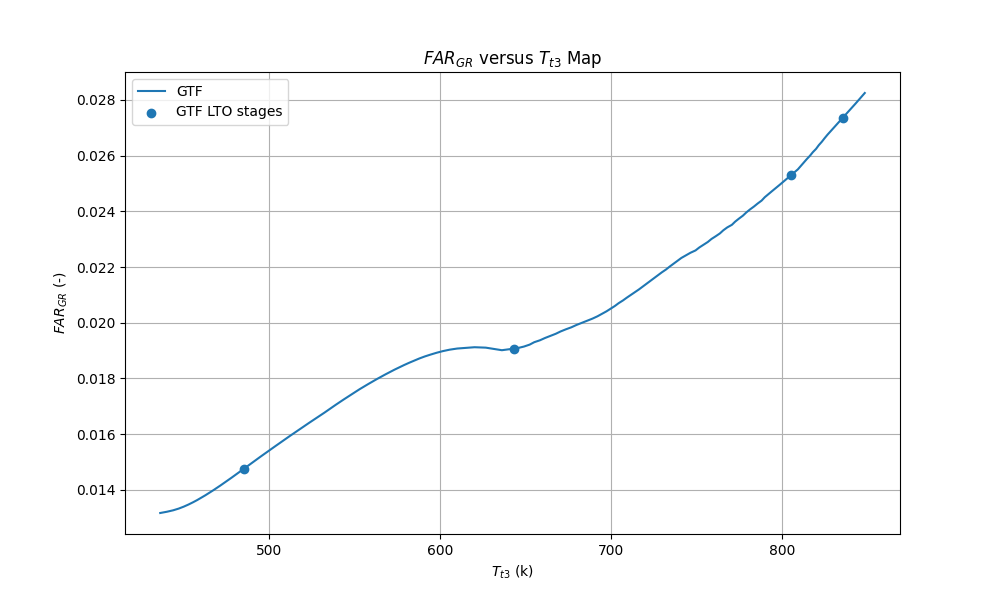 FAR_GR versus T_t3 Map
GTF
GTF LTO stages
0.028
0.026
0.024
0.022
0.020
0.018
0.016
0.014
FAR_GR (-)
500 600 700 800
T_t3 (k)